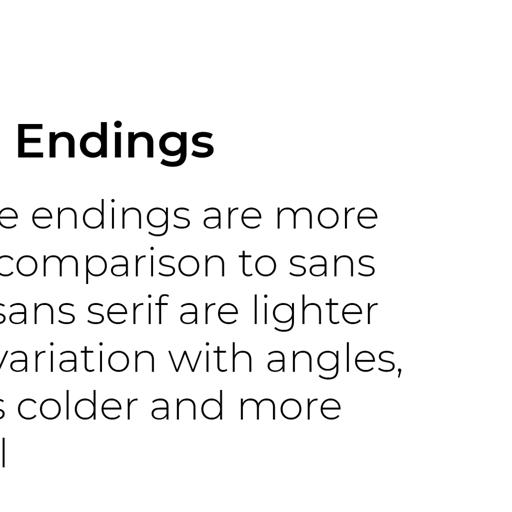 Endings
e endings are more
comparison to sans
sans serif are lighter
variation with angles,
s colder and more
l